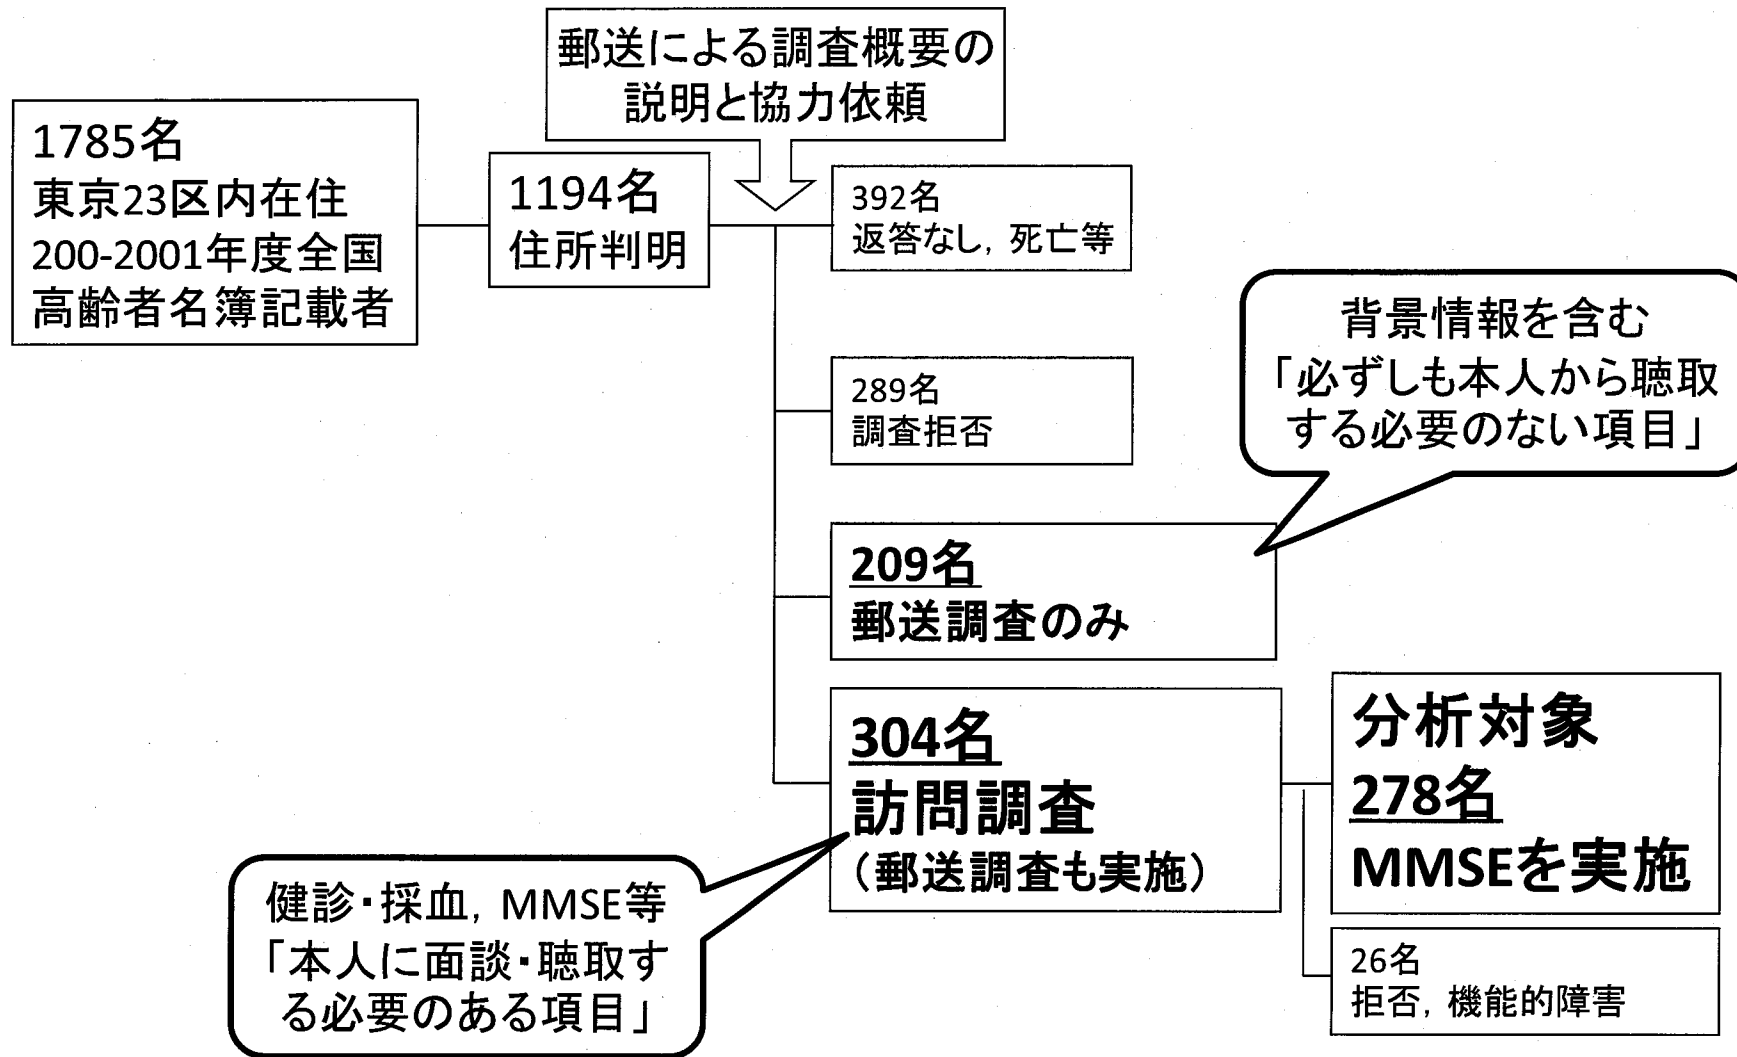 郵送による調査概要の
説明と協力依頼
1785名
東京23区内在住
200-2001年度全国
高齢者名簿記載者
1194名
住所判明
392名
返答なし, 死亡等
289名
調査拒否
背景情報を含む
「必ずしも本人から聴取
する必要のない項目」
209名
郵送調査のみ
304名
訪問調査
（郵送調査も実施）
健診・採血, MMSE等
「本人に面談・聴取す
る必要のある項目」
分析対象
278名
MMSEを実施
26名
拒否, 機能的障害